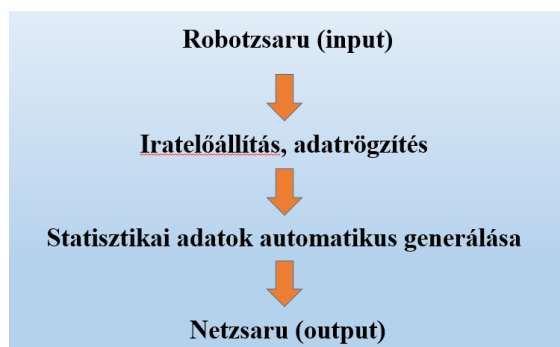 Robotzsaru (input)
Iratelőállítás, adatrögzítés
Statisztikai adatok automatikus generálása
Netzsaru (output)